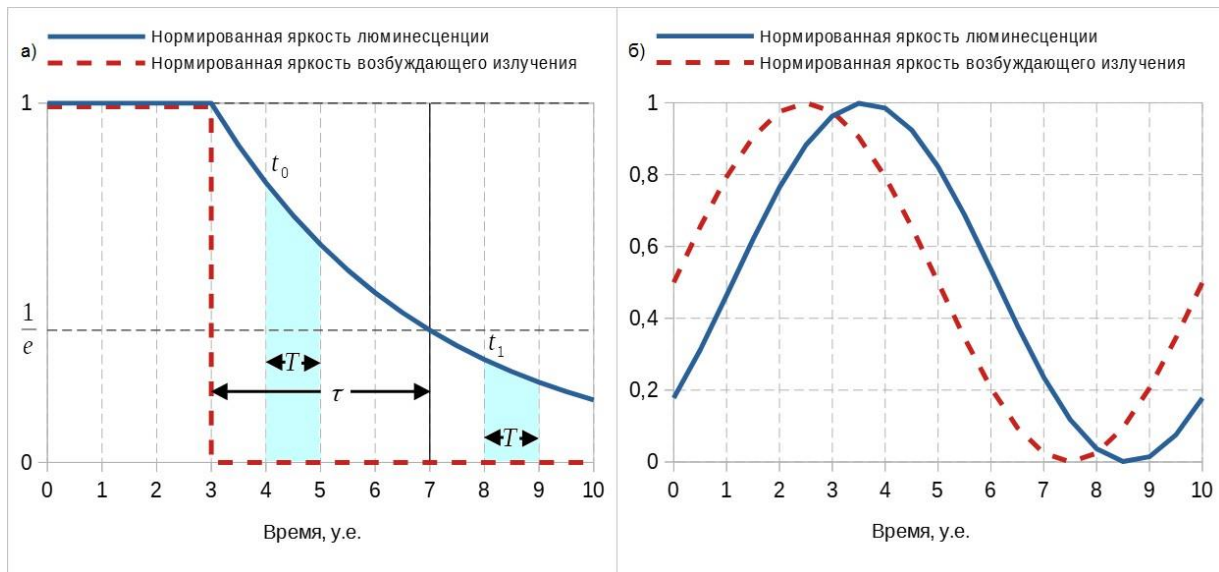 а)
Нормированная яркость люминесценции
Нормированная яркость возбуждающего излучения
1
t₀
1
e
t₁
T
τ
T
0
0 1 2 3 4 5 6 7 8 9 10
Время, у.е.
б)
Нормированная яркость люминесценции
Нормированная яркость возбуждающего излучения
1
0,8
0,6
0,4
0,2
0
0 1 2 3 4 5 6 7 8 9 10
Время, у.е.